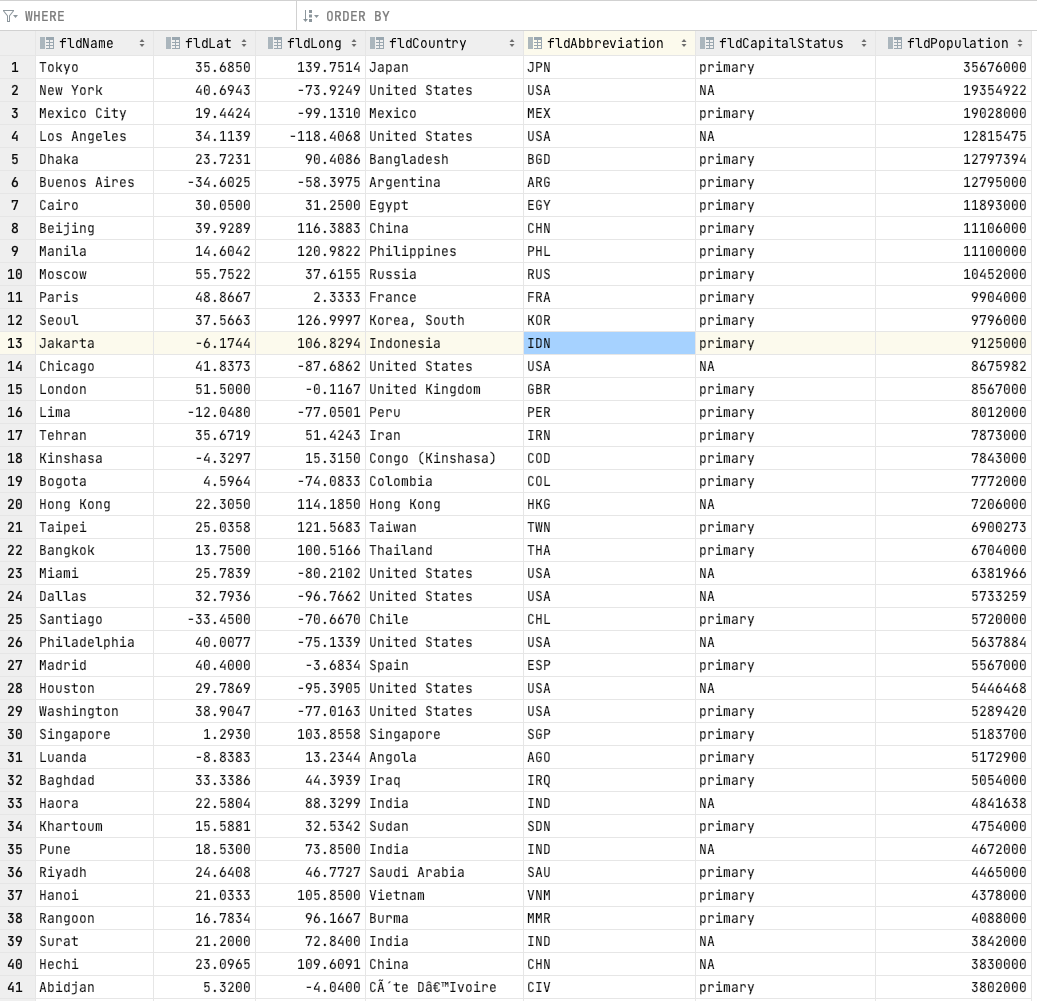 WHERE ORDER BY
fldName fldLat fldLong fldCountry fldAbbreviation fldCapitalStatus fldPopulation
1 Tokyo 35.6850 139.7514 Japan JPN primary 35676000
2 New York 40.6943 -73.9249 United States USA NA 19354922
3 Mexico City 19.4424 -99.1310 Mexico MEX primary 19028000
4 Los Angeles 34.1139 -118.4068 United States USA NA 12815475
5 Dhaka 23.7231 90.4086 Bangladesh BGD primary 12797394
6 Buenos Aires -34.6025 -58.3975 Argentina ARG primary 12795000
7 Cairo 30.0500 31.2500 Egypt EGY primary 11893000
8 Beijing 39.9289 116.3883 China CHN primary 11106000
9 Manila 14.6042 120.9822 Philippines PHL primary 11100000
10 Moscow 55.7522 37.6155 Russia RUS primary 10452000
11 Paris 48.8667 2.3333 France FRA primary 9904000
12 Seoul 37.5663 126.9997 Korea, South KOR primary 9796000
13 Jakarta -6.1744 106.8294 Indonesia IDN primary 9125000
14 Chicago 41.8373 -87.6862 United States USA NA 8675982
15 London 51.5000 -0.1167 United Kingdom GBR primary 8567000
16 Lima -12.0480 -77.0501 Peru PER primary 8012000
17 Tehran 35.6719 51.4243 Iran IRN primary 7873000
18 Kinshasa -4.3297 15.3150 Congo (Kinshasa) COD primary 7843000
19 Bogota 4.5964 -74.0833 Colombia COL primary 7772000
20 Hong Kong 22.3050 114.1850 Hong Kong HKG NA 7206000
21 Taipei 25.0358 121.5683 Taiwan TWN primary 6900273
22 Bangkok 13.7500 100.5166 Thailand THA primary 6704000
23 Miami 25.7839 -80.2102 United States USA NA 6381966
24 Dallas 32.7936 -96.7662 United States USA NA 5733259
25 Santiago -33.4500 -70.6670 Chile CHL primary 5720000
26 Philadelphia 40.0077 -75.1339 United States USA NA 5637884
27 Madrid 40.4000 -3.6834 Spain ESP primary 5567000
28 Houston 29.7869 -95.3905 United States USA NA 5446468
29 Washington 38.9047 -77.0163 United States USA primary 5289420
30 Singapore 1.2930 103.8558 Singapore SGP primary 5183700
31 Luanda -8.8383 13.2344 Angola AGO primary 5172900
32 Baghdad 33.3386 44.3939 Iraq IRQ primary 5054000
33 Haora 22.5804 88.3299 India IND NA 4841638
34 Khartoum 15.5881 32.5342 Sudan SDN primary 4754000
35 Pune 18.5300 73.8500 India IND NA 4672000
36 Riyadh 24.6408 46.7727 Saudi Arabia SAU primary 4465000
37 Hanoi 21.0333 105.8500 Vietnam VNM primary 4378000
38 Rangoon 16.7834 96.1667 Burma MMR primary 4088000
39 Surat 21.2000 72.8400 India IND NA 3842000
40 Hechi 23.0965 109.6091 China CHN NA 3830000
41 Abidjan 5.3200 -4.0400 CÃ´te Dâ€™Ivoire CIV primary 3802000